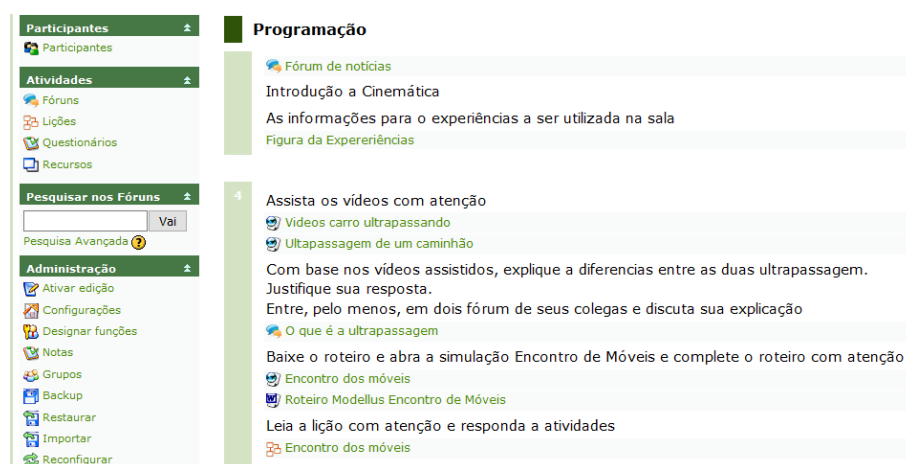 Participantes
Participantes
Atividades
Fóruns
Lições
Questionários
Recursos
Pesquisar nos Fóruns
Vai
Pesquisa Avançada ?
Administração
Ativar edição
Configurações
Designar funções
Notas
Grupos
Backup
Restaurar
Importar
Reconfigurar
Programação
Fórum de notícias
Introdução a Cinemática
As informações para o experiências a ser utilizada na sala
Figura da Expereriências
4
Assista os vídeos com atenção
Videos carro ultrapassando
Ultapassagem de um caminhão
Com base nos vídeos assistidos, explique a diferencias entre as duas ultrapassagem.
Justifique sua resposta.
Entre, pelo menos, em dois fórum de seus colegas e discuta sua explicação
O que é a ultrapassagem
Baixe o roteiro e abra a simulação Encontro de Móveis e complete o roteiro com atenção
Encontro dos móveis
Roteiro Modellus Encontro de Móveis
Leia a lição com atenção e responda a atividades
Encontro dos móveis